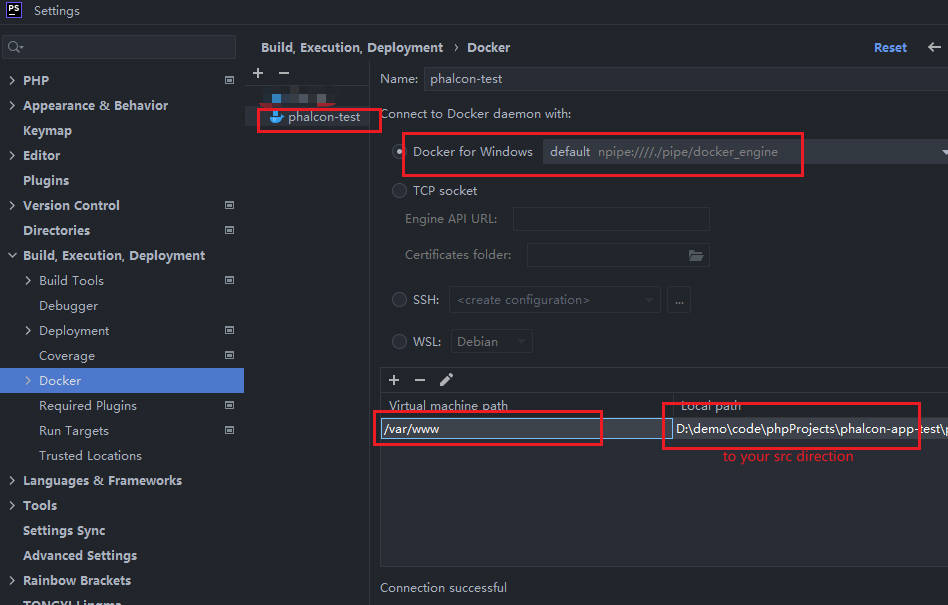 PS
Settings
Build, Execution, Deployment › Docker
Reset
PHP
Appearance & Behavior
Keymap
Editor
Plugins
Version Control
Directories
Build, Execution, Deployment
Build Tools
Debugger
Deployment
Coverage
Docker
Required Plugins
Run Targets
Trusted Locations
Languages & Frameworks
Tools
Settings Sync
Advanced Settings
Rainbow Brackets
TONGYI Lingma
phalcon-test
Name: phalcon-test
Connect to Docker daemon with:
Docker for Windows default npipe:////./pipe/docker_engine
TCP socket
Engine API URL:
Certificates folder:
SSH: <create configuration> ...
WSL: Debian
Virtual machine path Local path
/var/www D:\demo\code\phpProjects\phalcon-app-test\p
to your src direction
Connection successful